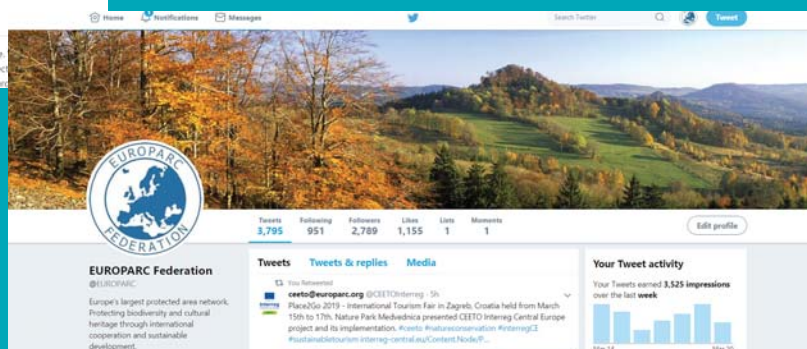 Home Notifications Messages Search Twitter Tweet
EUROPARC
FEDERATION
Tweets Following Followers Likes Lists Moments
3,795 951 2,789 1,155 1 1
Edit profile
EUROPARC Federation
@EUROPARC
Europe's largest protected area network.
Protecting biodiversity and cultural
heritage through international
cooperation and sustainable
development.
Tweets Tweets & replies Media
You Retweeted
ceeto@europarc.org @CEETOInterreg · 5h
Place2Go 2019 - International Tourism Fair in Zagreb, Croatia held from March
15th to 17th. Nature Park Medvednica presented CEETO Interreg Central Europe
project and its implementation. #ceeto #natureconservation #interregCE
#sustainabletourism interreg-central.eu/Content.Node/P...
Your Tweet activity
Your Tweets earned 3,525 impressions
over the last week